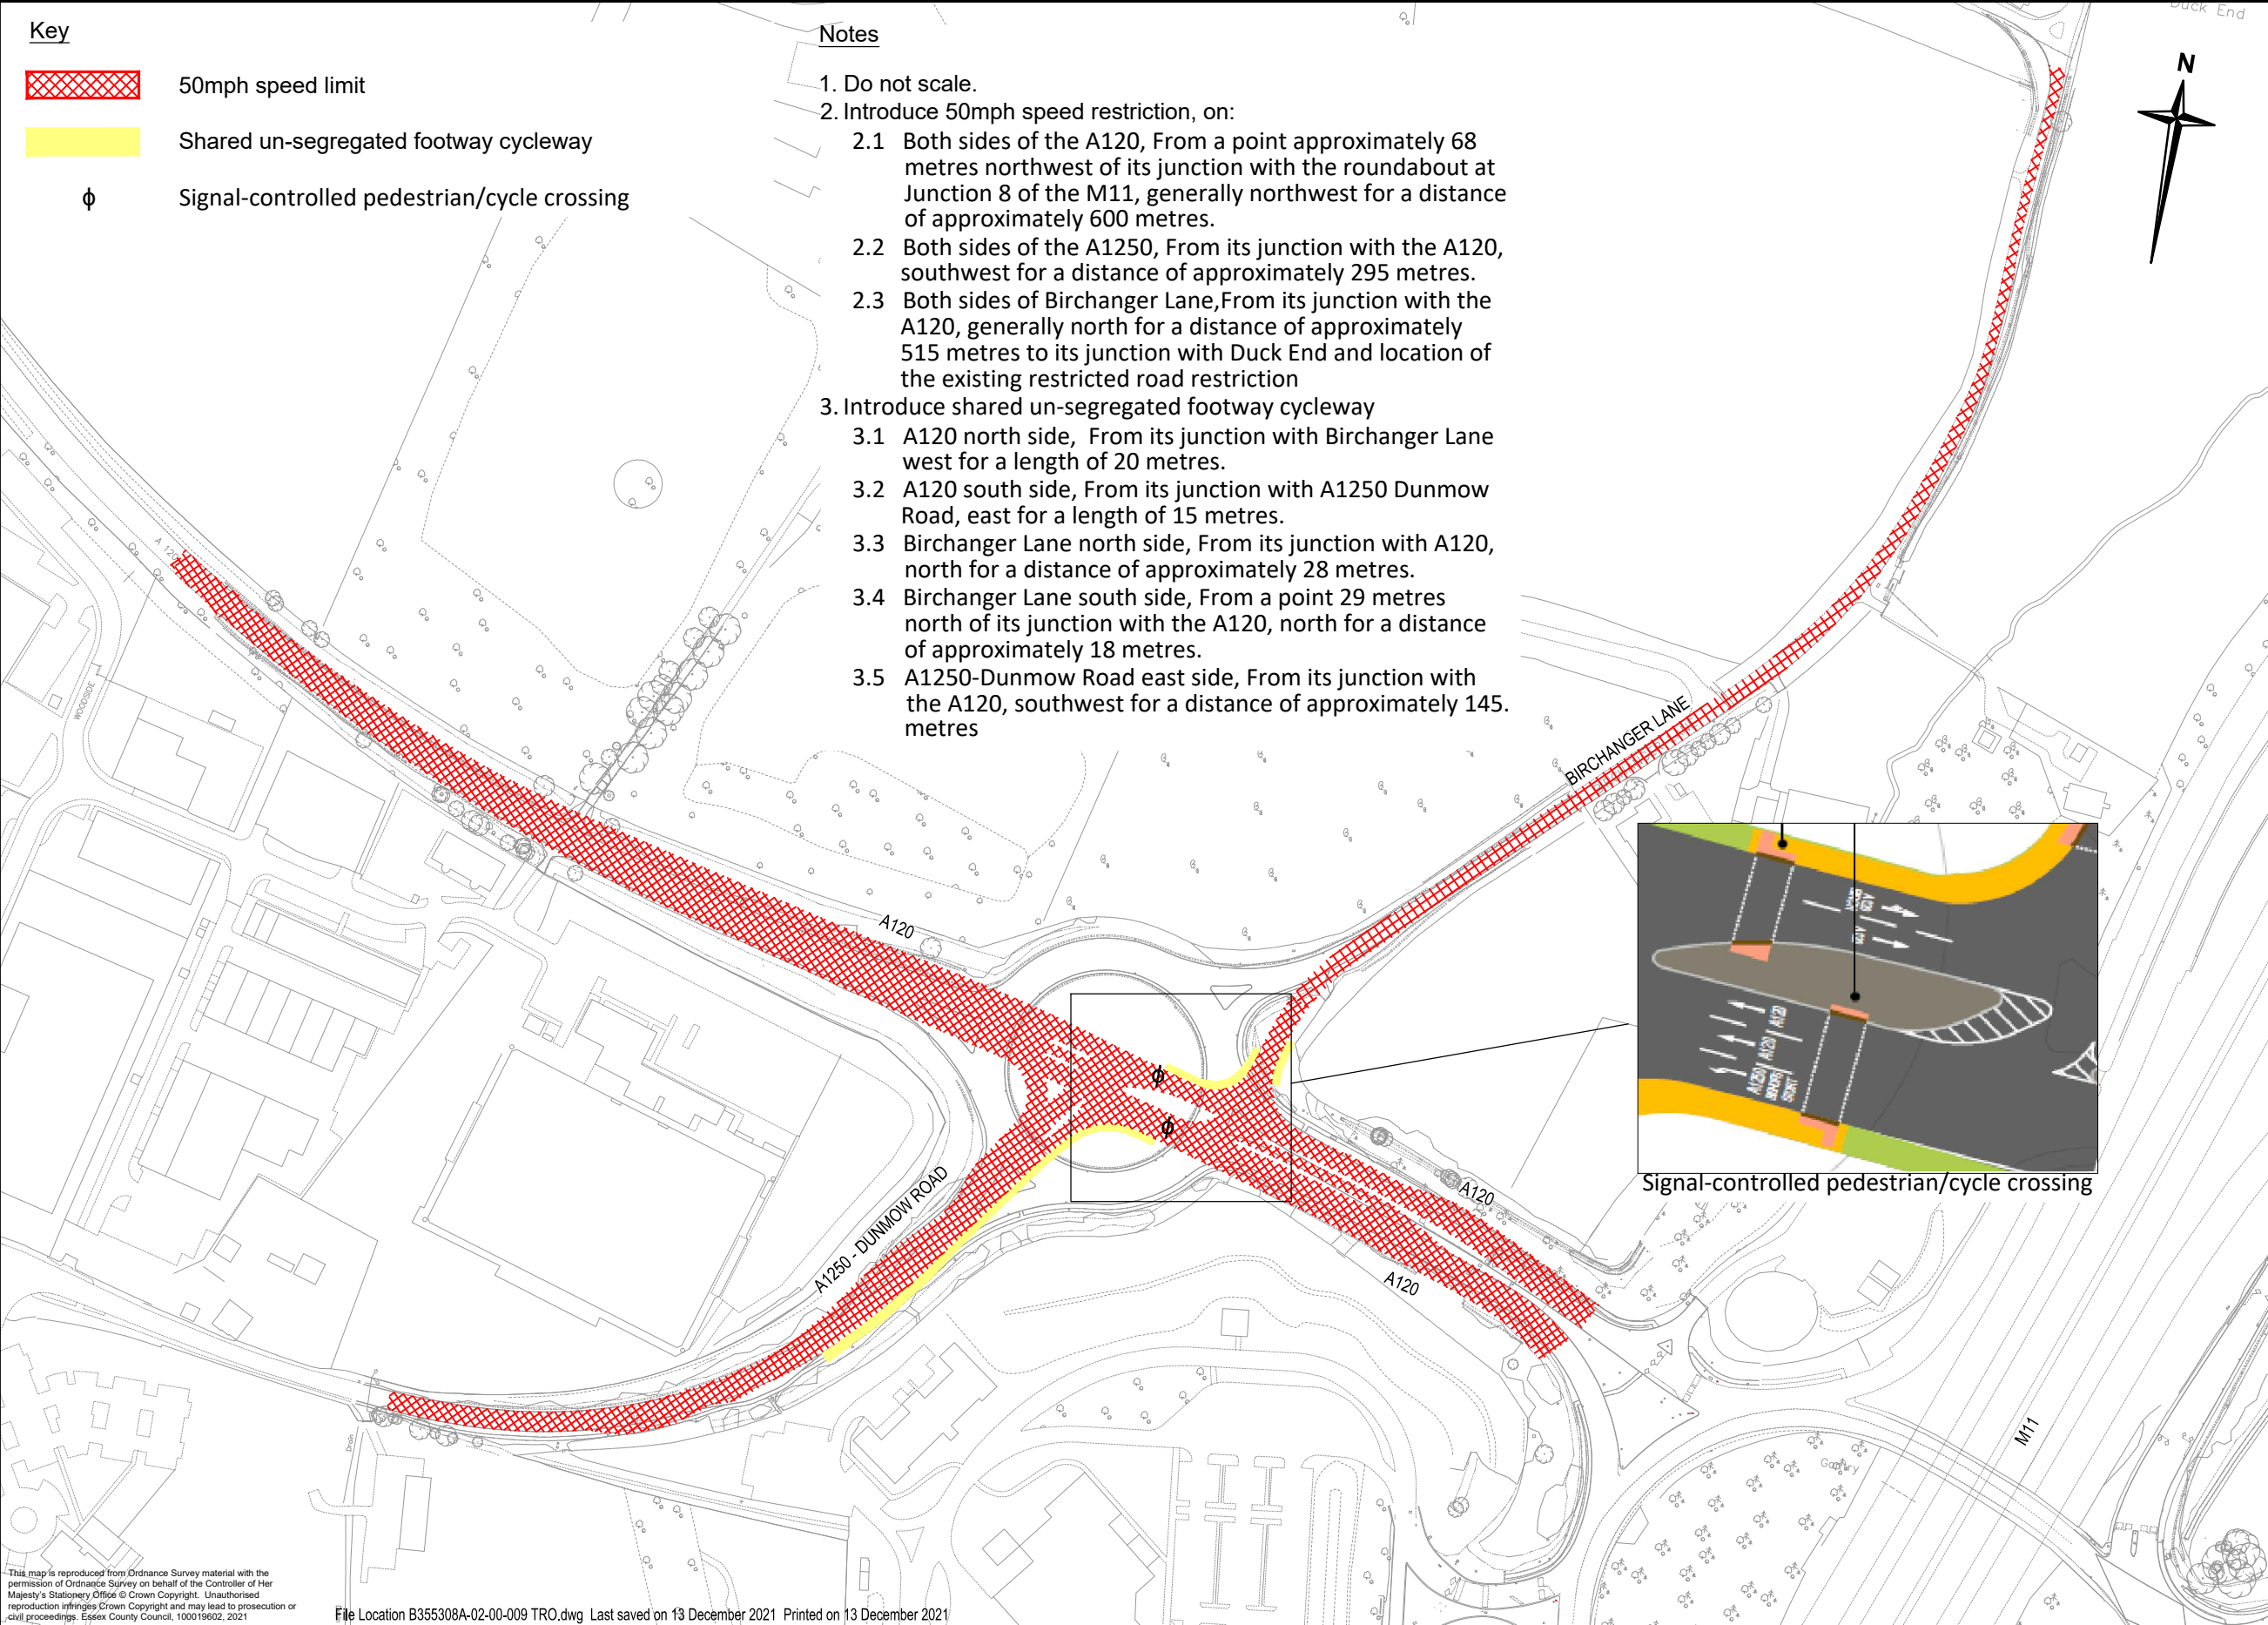 Key
50mph speed limit
Shared un-segregated footway cycleway
ϕ Signal-controlled pedestrian/cycle crossing
Notes
1. Do not scale.
2. Introduce 50mph speed restriction, on:
2.1 Both sides of the A120, From a point approximately 68
metres northwest of its junction with the roundabout at
Junction 8 of the M11, generally northwest for a distance
of approximately 600 metres.
2.2 Both sides of the A1250, From its junction with the A120,
southwest for a distance of approximately 295 metres.
2.3 Both sides of Birchanger Lane,From its junction with the
A120, generally north for a distance of approximately
515 metres to its junction with Duck End and location of
the existing restricted road restriction
3. Introduce shared un-segregated footway cycleway
3.1 A120 north side, From its junction with Birchanger Lane
west for a length of 20 metres.
3.2 A120 south side, From its junction with A1250 Dunmow
Road, east for a length of 15 metres.
3.3 Birchanger Lane north side, From its junction with A120,
north for a distance of approximately 28 metres.
3.4 Birchanger Lane south side, From a point 29 metres
north of its junction with the A120, north for a distance
of approximately 18 metres.
3.5 A1250-Dunmow Road east side, From its junction with
the A120, southwest for a distance of approximately 145.
metres
Duck End
N
A 120
WOODSIDE
BIRCHANGER LANE
A120
ϕ
ϕ
A1250 - DUNMOW ROAD
A120
A120
A120
A120
A1250
A120
A120
Signal-controlled pedestrian/cycle crossing
M11
Gantry
Drain
This map is reproduced from Ordnance Survey material with the
permission of Ordnance Survey on behalf of the Controller of Her
Majesty's Stationery Office © Crown Copyright. Unauthorised
reproduction infringes Crown Copyright and may lead to prosecution or
civil proceedings. Essex County Council, 100019602, 2021
File Location B355308A-02-00-009 TRO.dwg Last saved on 13 December 2021 Printed on 13 December 2021